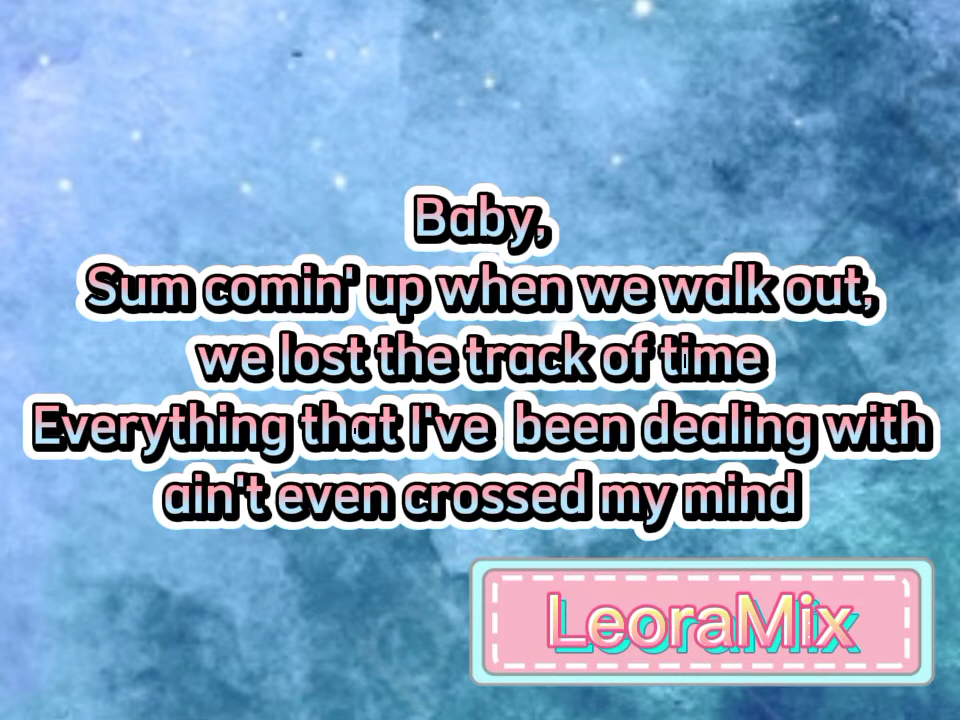 Baby,
Sum comin' up when we walk out,
we lost the track of time
Everything that I've  been dealing with
ain't even crossed my mind
LeoraMix